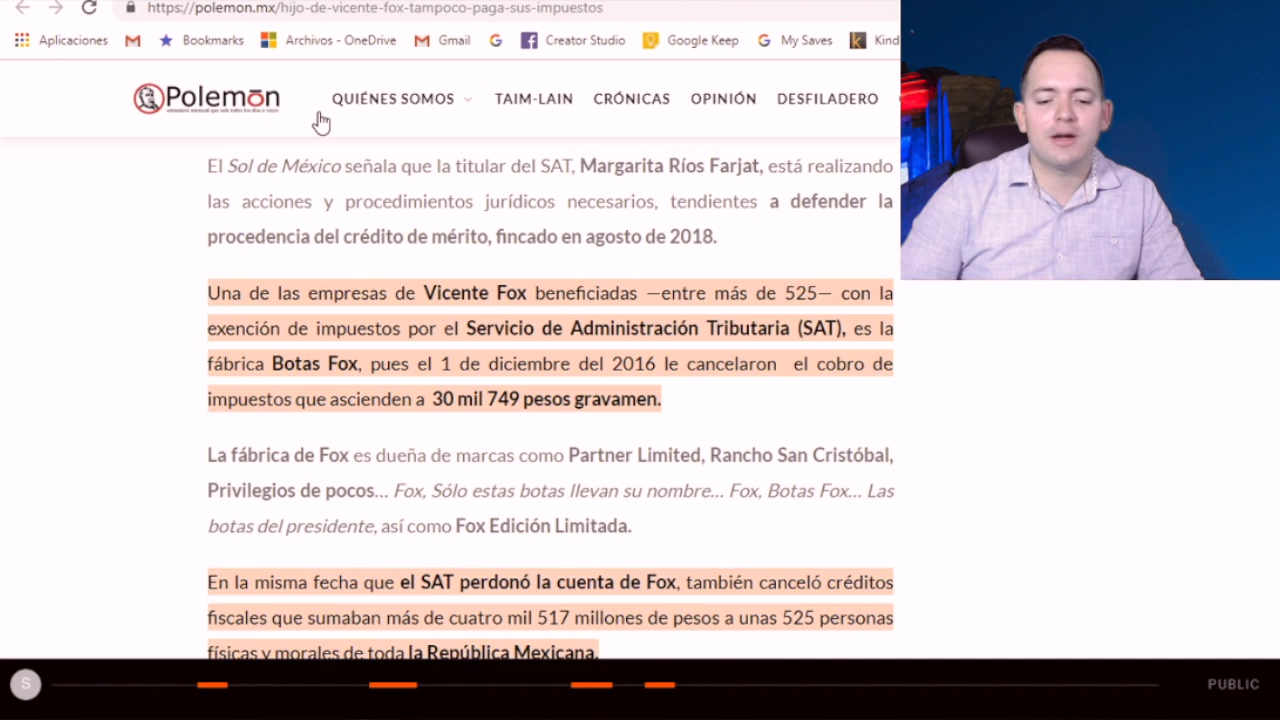 https://polemon.mx/hijo-de-vicente-fox-tampoco-paga-sus-impuestos
Aplicaciones Bookmarks Archivos - OneDrive Gmail Creator Studio Google Keep My Saves Kind
Polemōn QUIÉNES SOMOS TAIM-LAIN CRÓNICAS OPINIÓN DESFILADERO
El Sol de México señala que la titular del SAT, Margarita Ríos Farjat, está realizando
las acciones y procedimientos jurídicos necesarios, tendientes a defender la
procedencia del crédito de mérito, fincado en agosto de 2018.
Una de las empresas de Vicente Fox beneficiadas —entre más de 525— con la
exención de impuestos por el Servicio de Administración Tributaria (SAT), es la
fábrica Botas Fox, pues el 1 de diciembre del 2016 le cancelaron el cobro de
impuestos que ascienden a 30 mil 749 pesos gravamen.
La fábrica de Fox es dueña de marcas como Partner Limited, Rancho San Cristóbal,
Privilegios de pocos… Fox, Sólo estas botas llevan su nombre… Fox, Botas Fox… Las
botas del presidente, así como Fox Edición Limitada.
En la misma fecha que el SAT perdonó la cuenta de Fox, también canceló créditos
fiscales que sumaban más de cuatro mil 517 millones de pesos a unas 525 personas
físicas y morales de toda la República Mexicana.
S PUBLIC